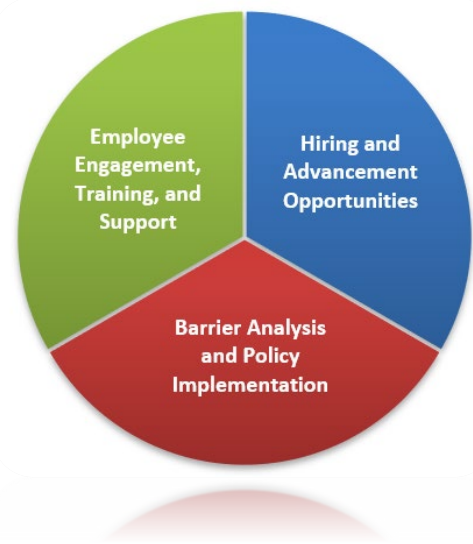 Employee
Engagement,
Training, and
Support
Hiring and
Advancement
Opportunities
Barrier Analysis
and Policy
Implementation